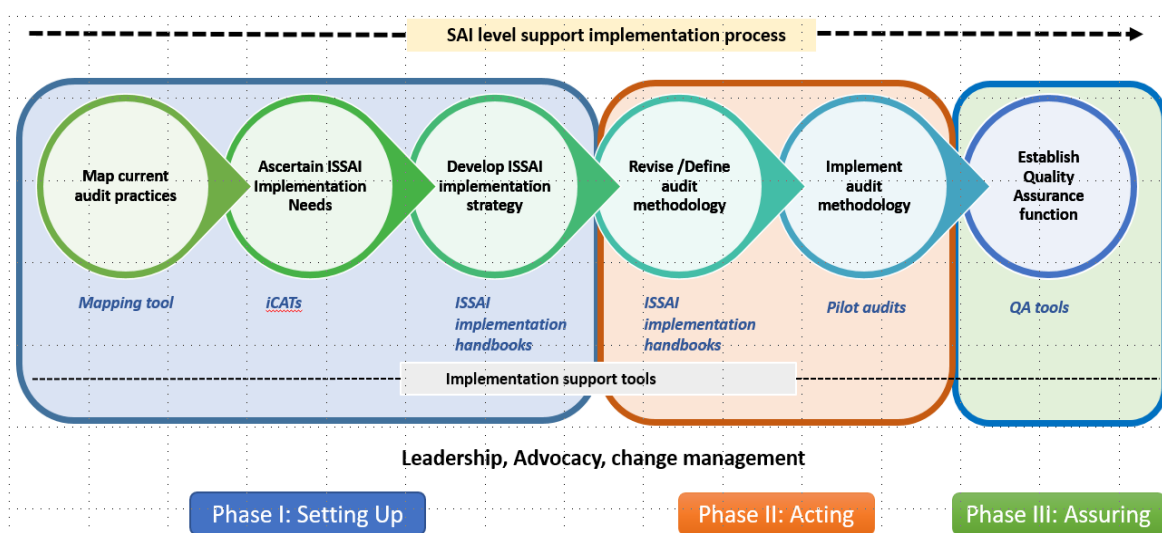 SAI level support implementation process
Map current
audit practices
Ascertain ISSAI
Implementation
Needs
Develop ISSAI
implementation
strategy
Revise /Define
audit
methodology
Implement
audit
methodology
Establish
Quality
Assurance
function
Mapping tool
iCATs
ISSAI
implementation
handbooks
ISSAI
implementation
handbooks
Pilot audits
QA tools
Implementation support tools
Leadership, Advocacy, change management
Phase I: Setting Up
Phase II: Acting
Phase III: Assuring